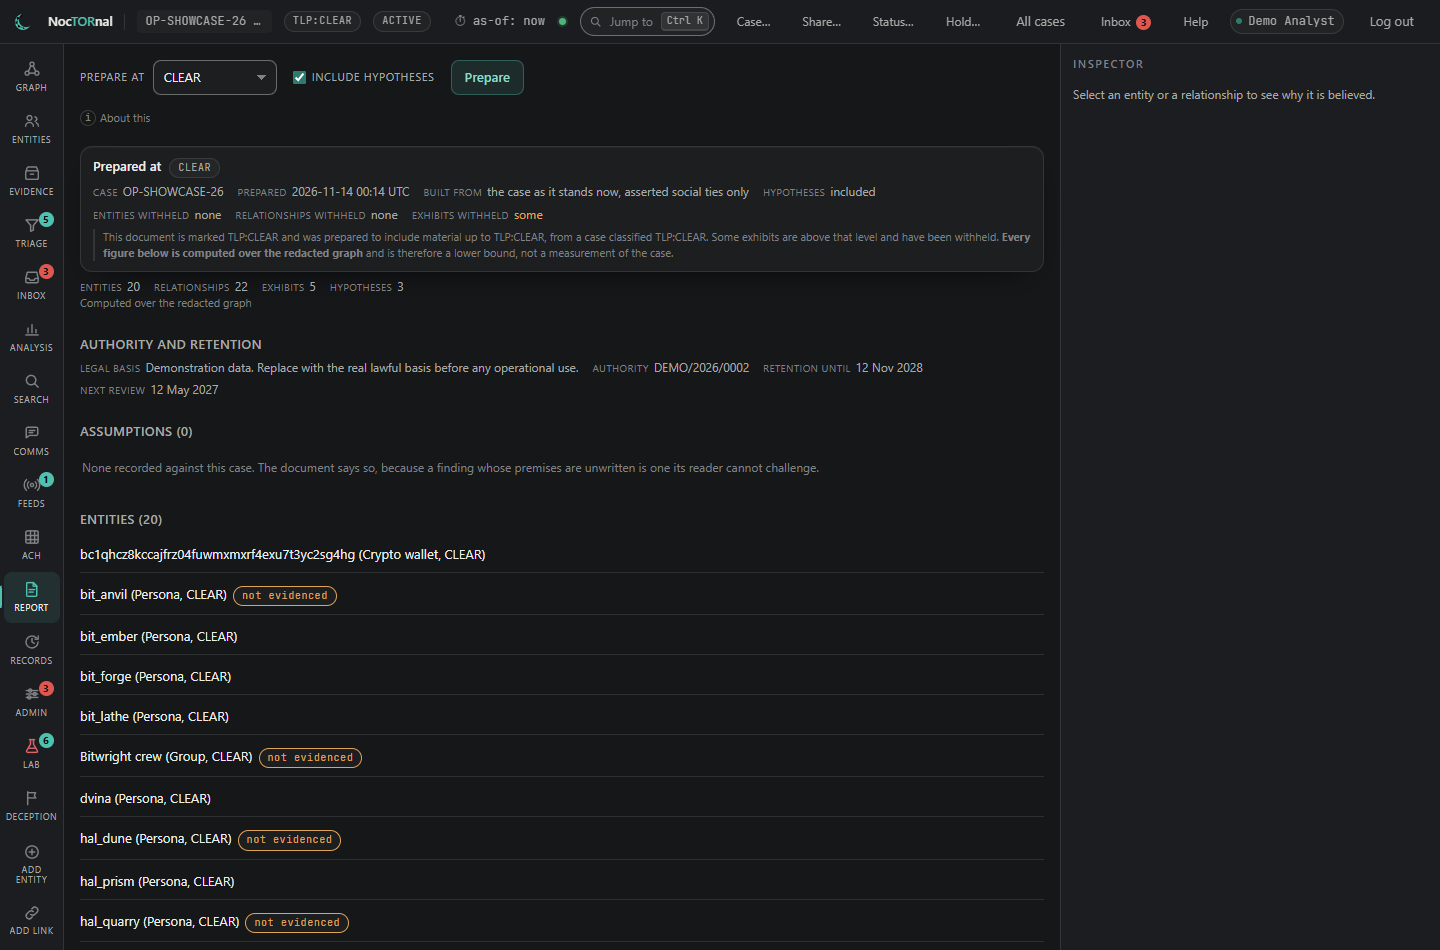 NocTORnal
OP-SHOWCASE-26 …
TLP:CLEAR
ACTIVE
as-of: now
Jump to
Ctrl K
Case...
Share...
Status...
Hold...
All cases
Inbox 3
Help
Demo Analyst
Log out
GRAPH
ENTITIES
EVIDENCE
5
TRIAGE
3
INBOX
ANALYSIS
SEARCH
COMMS
1
FEEDS
ACH
REPORT
RECORDS
3
ADMIN
6
LAB
DECEPTION
ADD
ENTITY
ADD LINK
PREPARE AT CLEAR INCLUDE HYPOTHESES Prepare
i About this
Prepared at CLEAR
CASE OP-SHOWCASE-26 PREPARED 2026-11-14 00:14 UTC BUILT FROM the case as it stands now, asserted social ties only HYPOTHESES included
ENTITIES WITHHELD none RELATIONSHIPS WITHHELD none EXHIBITS WITHHELD some
This document is marked TLP:CLEAR and was prepared to include material up to TLP:CLEAR, from a case classified TLP:CLEAR. Some exhibits are above that level and have been withheld. Every
figure below is computed over the redacted graph and is therefore a lower bound, not a measurement of the case.
ENTITIES 20 RELATIONSHIPS 22 EXHIBITS 5 HYPOTHESES 3
Computed over the redacted graph
AUTHORITY AND RETENTION
LEGAL BASIS Demonstration data. Replace with the real lawful basis before any operational use. AUTHORITY DEMO/2026/0002 RETENTION UNTIL 12 Nov 2028
NEXT REVIEW 12 May 2027
ASSUMPTIONS (0)
None recorded against this case. The document says so, because a finding whose premises are unwritten is one its reader cannot challenge.
ENTITIES (20)
bc1qhcz8kccajfrz04fuwmxmxrf4exu7t3yc2sg4hg (Crypto wallet, CLEAR)
bit_anvil (Persona, CLEAR) not evidenced
bit_ember (Persona, CLEAR)
bit_forge (Persona, CLEAR)
bit_lathe (Persona, CLEAR)
Bitwright crew (Group, CLEAR) not evidenced
dvina (Persona, CLEAR)
hal_dune (Persona, CLEAR) not evidenced
hal_prism (Persona, CLEAR)
hal_quarry (Persona, CLEAR) not evidenced
INSPECTOR
Select an entity or a relationship to see why it is believed.